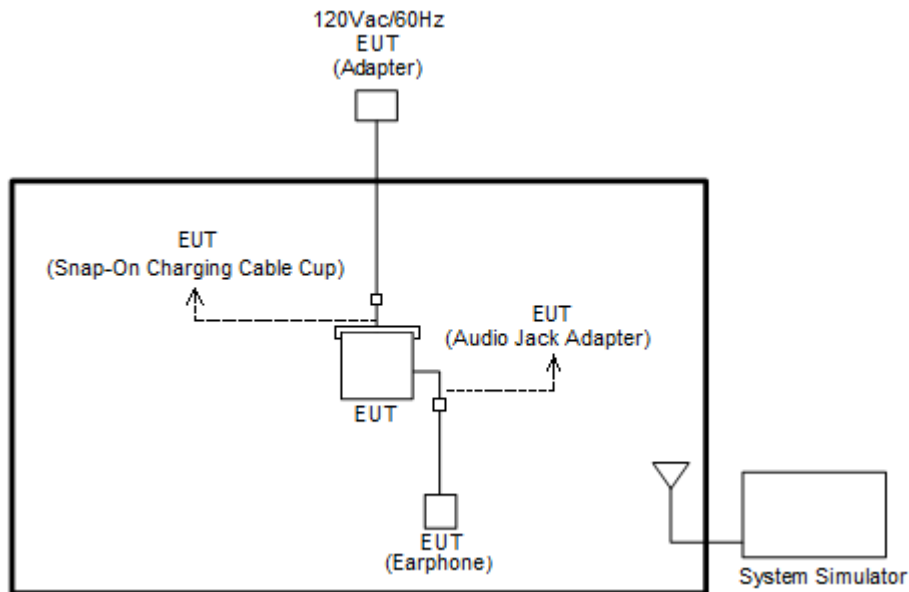 120Vac/60Hz
EUT
(Adapter)
EUT
(Snap-On Charging Cable Cup)
EUT
(Audio Jack Adapter)
EUT
EUT
(Earphone)
System Simulator